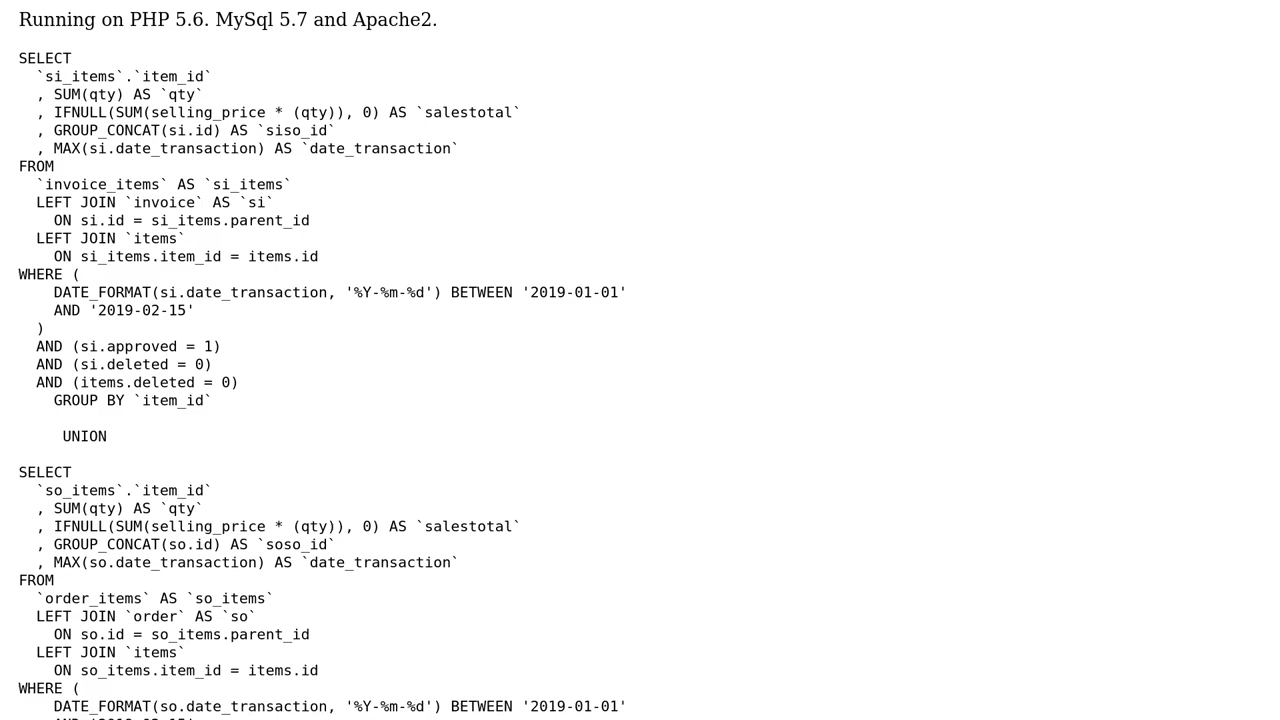 Running on PHP 5.6. MySql 5.7 and Apache2.
SELECT
`si_items`.`item_id`
, SUM(qty) AS `qty`
, IFNULL(SUM(selling_price * (qty)), 0) AS `salestotal`
, GROUP_CONCAT(si.id) AS `siso_id`
, MAX(si.date_transaction) AS `date_transaction`
FROM
`invoice_items` AS `si_items`
LEFT JOIN `invoice` AS `si`
ON si.id = si_items.parent_id
LEFT JOIN `items`
ON si_items.item_id = items.id
WHERE (
DATE_FORMAT(si.date_transaction, '%Y-%m-%d') BETWEEN '2019-01-01'
AND '2019-02-15'
)
AND (si.approved = 1)
AND (si.deleted = 0)
AND (items.deleted = 0)
GROUP BY `item_id`
UNION
SELECT
`so_items`.`item_id`
, SUM(qty) AS `qty`
, IFNULL(SUM(selling_price * (qty)), 0) AS `salestotal`
, GROUP_CONCAT(so.id) AS `soso_id`
, MAX(so.date_transaction) AS `date_transaction`
FROM
`order_items` AS `so_items`
LEFT JOIN `order` AS `so`
ON so.id = so_items.parent_id
LEFT JOIN `items`
ON so_items.item_id = items.id
WHERE (
DATE_FORMAT(so.date_transaction, '%Y-%m-%d') BETWEEN '2019-01-01'